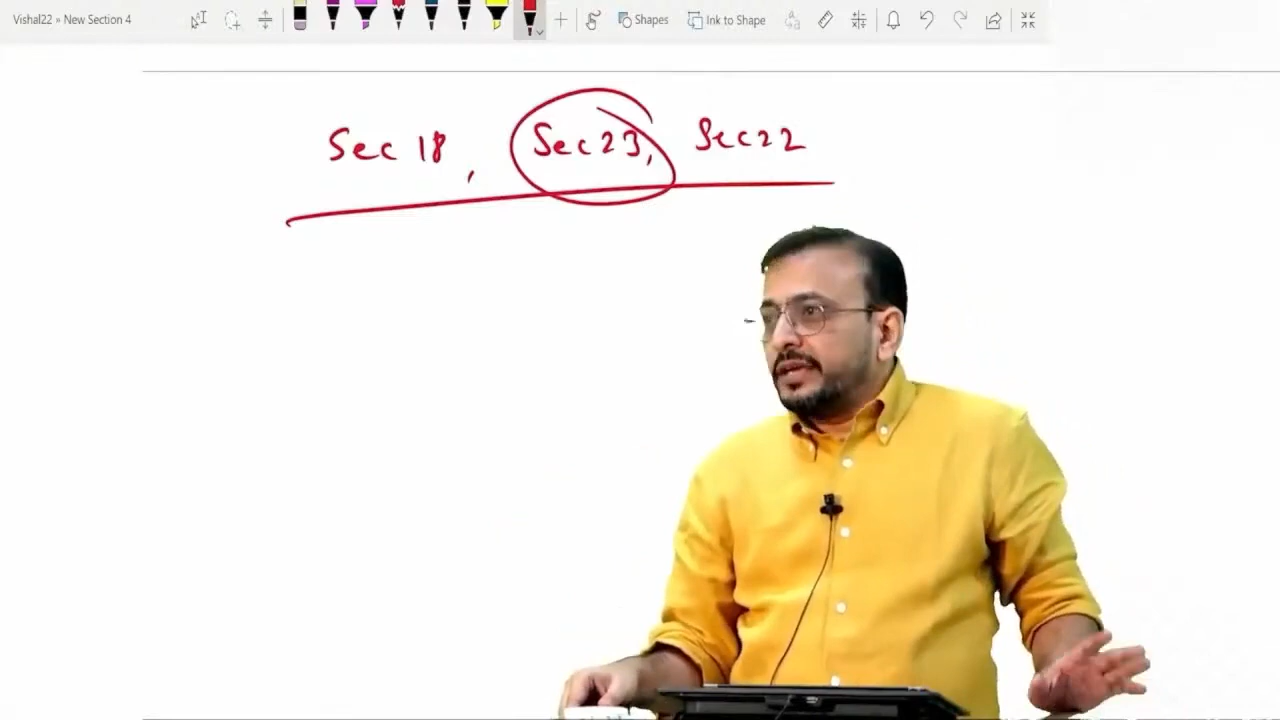 Vishal22 » New Section 4
Shapes
Ink to Shape
Sec 18, Sec 23, Sec 22